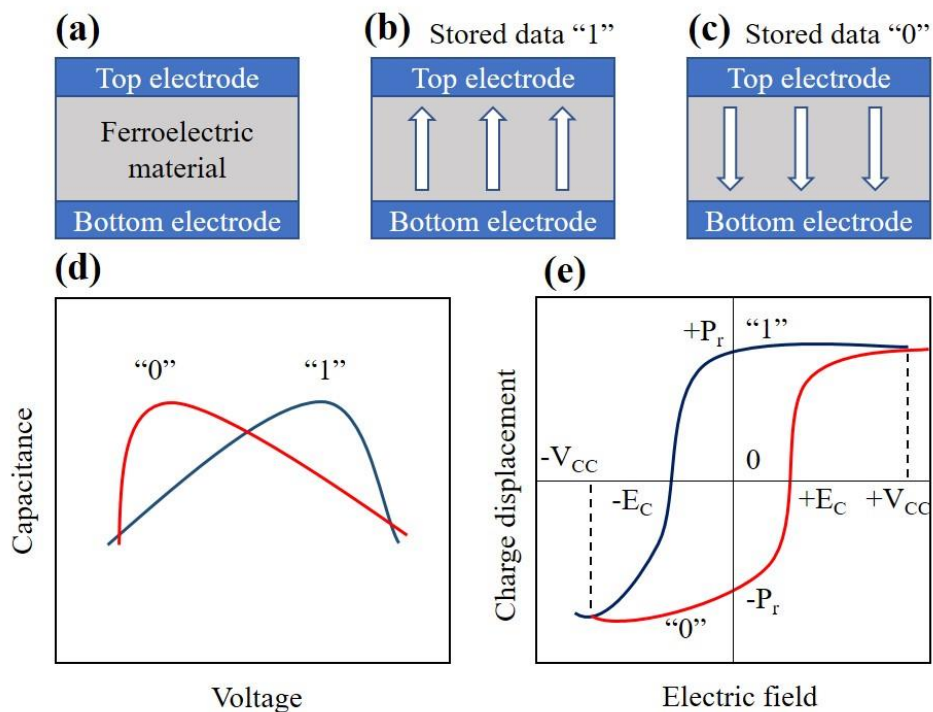 (a)
Top electrode
Ferroelectric
material
Bottom electrode
(b) Stored data “1”
Top electrode
Bottom electrode
(c) Stored data “0”
Top electrode
Bottom electrode
(d)
“0”
“1”
Capacitance
Voltage
(e)
+Pr
“1”
-VCC
0
-EC
+EC
+VCC
-Pr
“0”
Charge displacement
Electric field